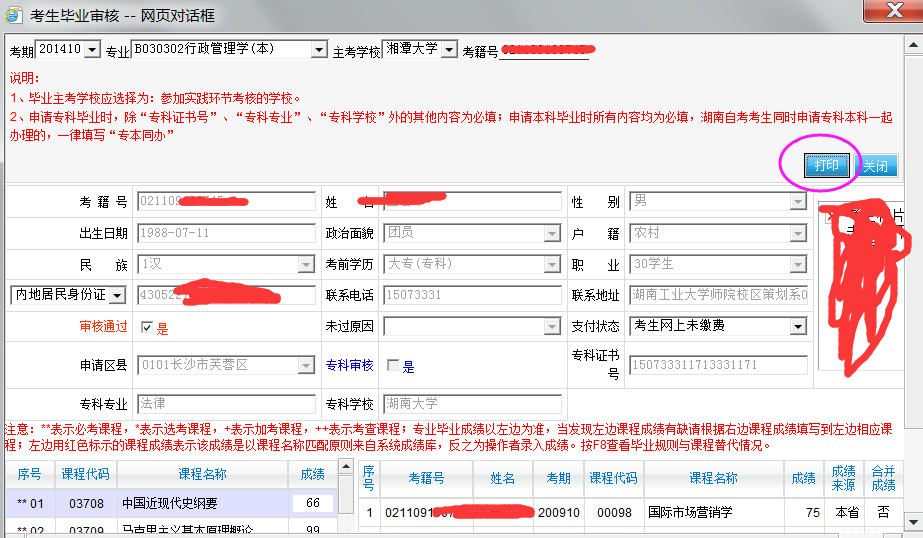 考生毕业审核 -- 网页对话框
考期 201410 专业 B030302行政管理学(本) 主考学校 湘潭大学 考籍号
说明:
1、毕业主考学校应选择为：参加实践环节考核的学校。
2、申请专科毕业时，除“专科证书号”、“专科专业”、“专科学校”外的其他内容为必填；申请本科毕业时所有内容均为必填，湖南自考考生同时申请专科本科一起
办理的，一律填写“专本同办”
打印 关闭
考籍号 021109 姓 性别 男
出生日期 1988-07-11 政治面貌 团员 户籍 农村
民族 1汉 考前学历 大专(专科) 职业 30学生
内地居民身份证 43052 联系电话 15073331 联系地址 湖南工业大学师院校区策划系0
审核通过 是 未过原因 支付状态 考生网上未缴费
申请区县 0101长沙市芙蓉区 专科审核 是 专科证书号 150733311713331171
专科专业 法律 专科学校 湖南大学
注意：**表示必考课程，*表示选考课程，+表示加考课程，++表示考查课程；专业毕业成绩以左边为准，当发现左边课程成绩有缺请根据右边课程成绩填写到左边相应课
程；左边用红色标示的课程成绩表示该成绩是以课程名称匹配原则来自系统成绩库，反之为操作者录入成绩。按F8查看毕业规则与课程替代情况。
序号 课程代码 课程名称 成绩
** 01 03708 中国近现代史纲要 66
** 02 03709 马克思主义基本原理概论 99
序号 考籍号 姓名 考期 课程代码 课程名称 成绩 成绩来源 合并成绩
1 0211091 200910 00098 国际市场营销学 75 本省 否